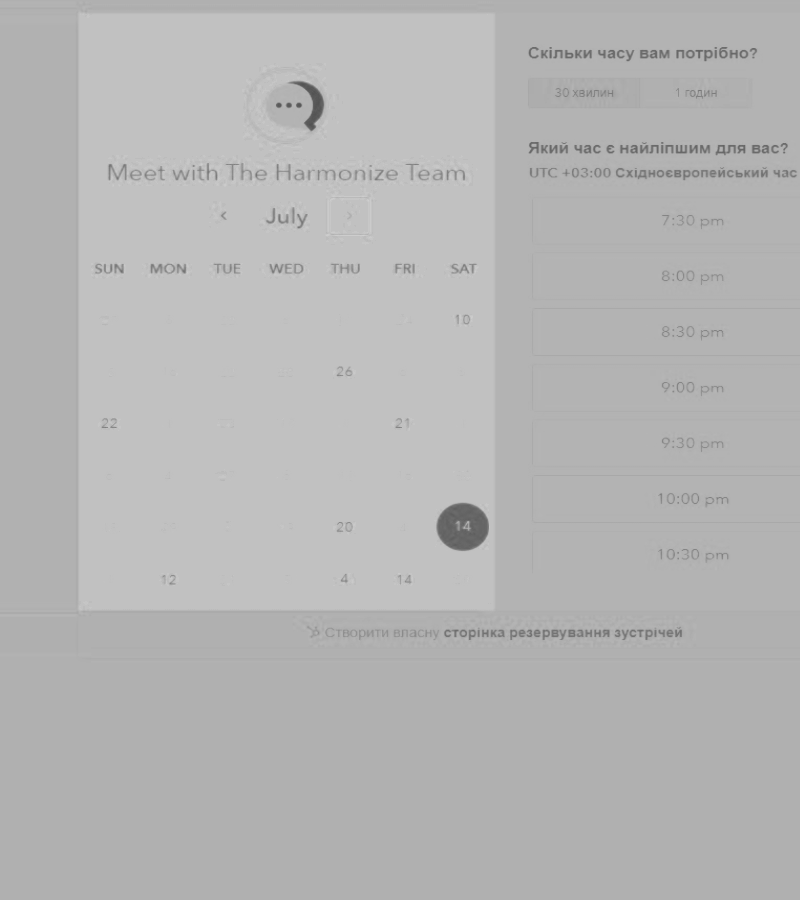 Meet with The Harmonize Team
July
SUN MON TUE WED THU FRI SAT
10
26
22 21
20 14
12 4 14
Скільки часу вам потрібно?
30 хвилин 1 годин
Який час є найліпшим для вас?
UTC +03:00 Східноєвропейський час
7:30 pm
8:00 pm
8:30 pm
9:00 pm
9:30 pm
10:00 pm
10:30 pm
Створити власну сторінка резервування зустрічей